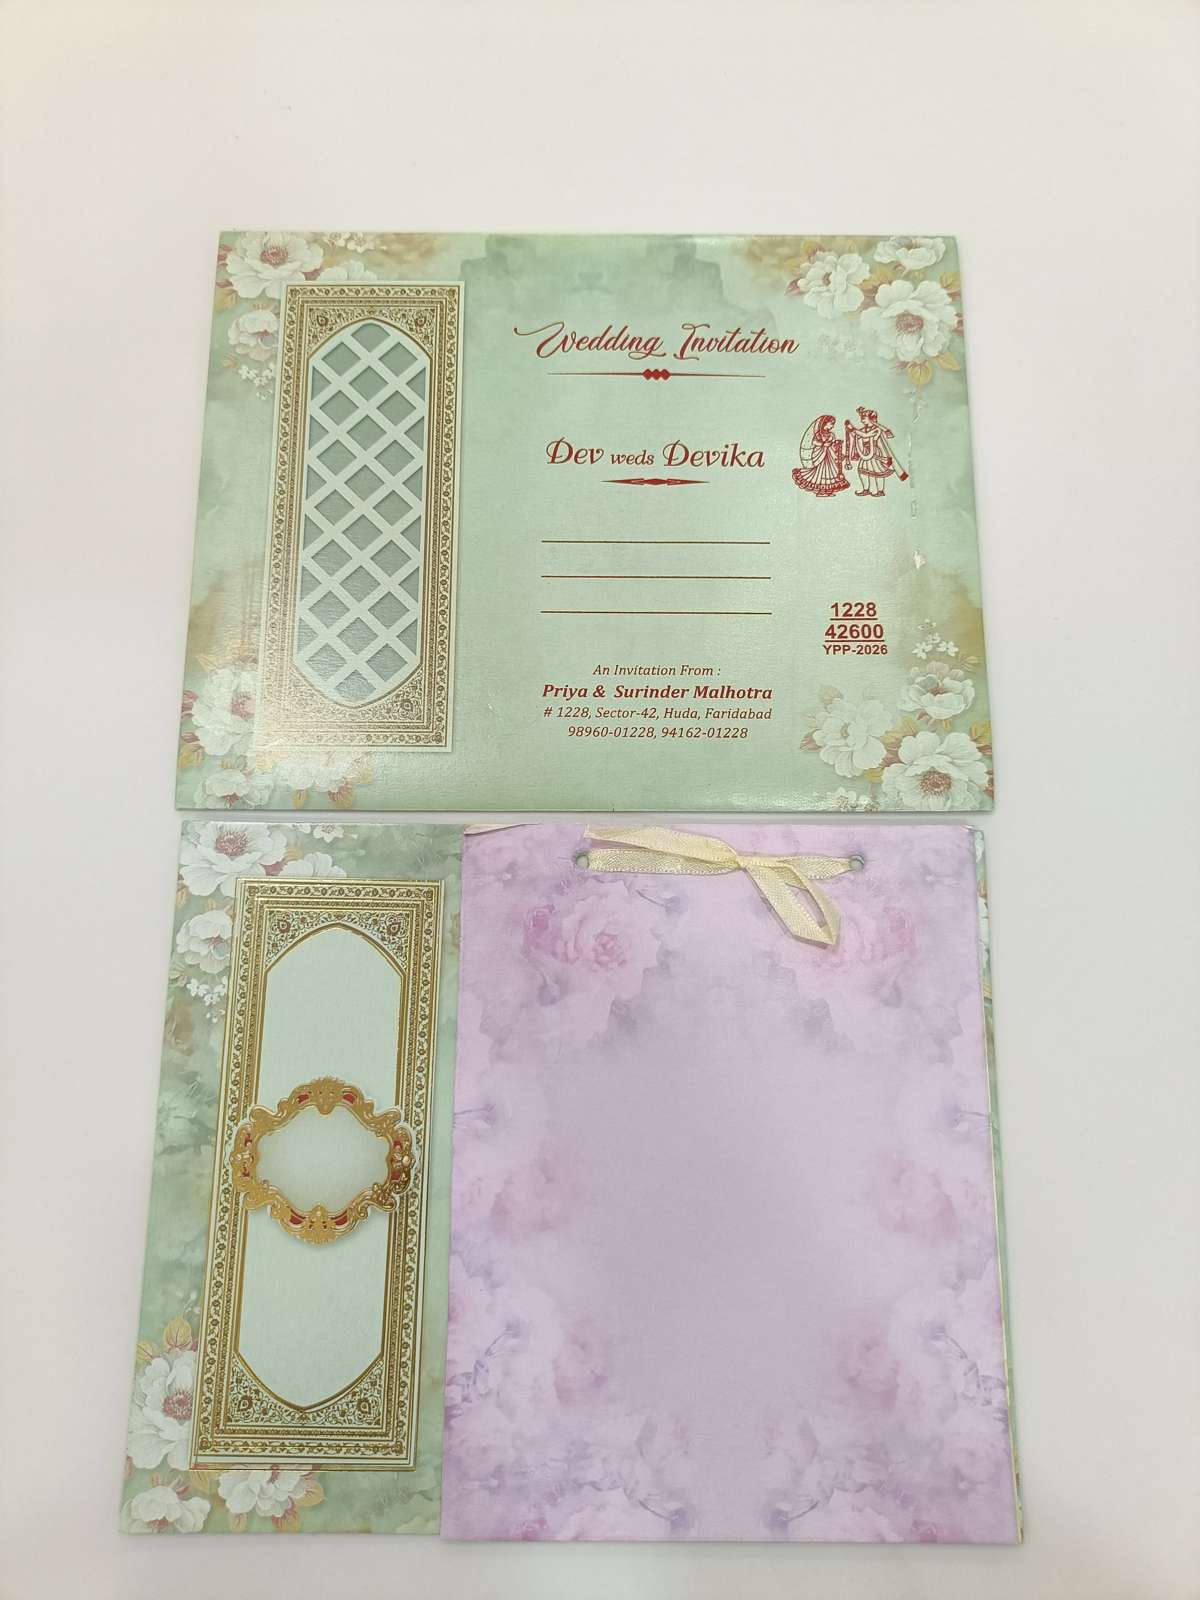 Wedding Invitation
Dev weds Devika
1228
42600
YPP-2026
An Invitation From :
Priya & Surinder Malhotra
# 1228, Sector-42, Huda, Faridabad
98960-01228, 94162-01228